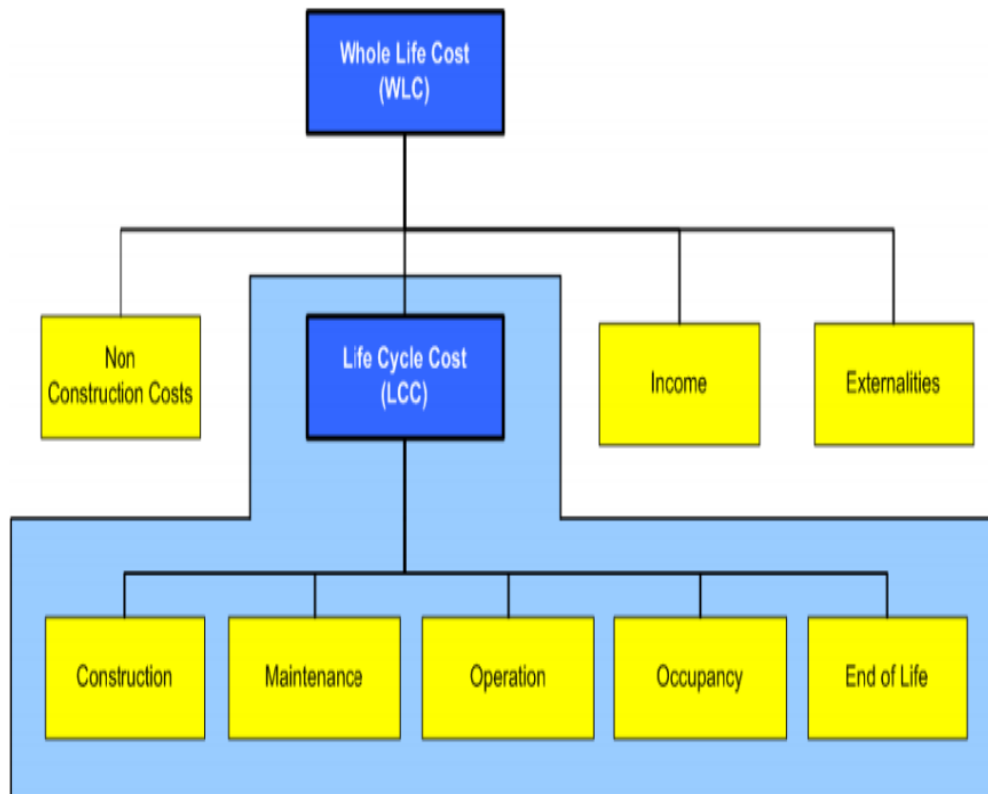 Whole Life Cost
(WLC)
Non
Construction Costs
Life Cycle Cost
(LCC)
Income
Externalities
Construction
Maintenance
Operation
Occupancy
End of Life